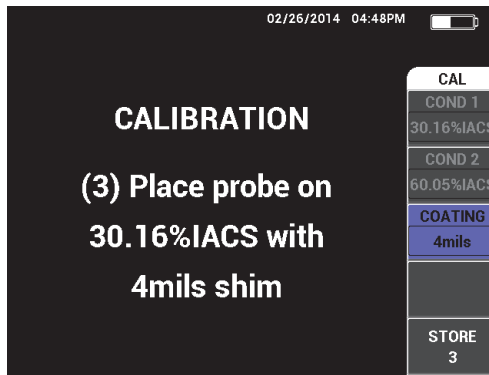 02/26/2014 04:48PM
CALIBRATION
(3) Place probe on
30.16%IACS with
4mils shim
CAL
COND 1
30.16%IACS
COND 2
60.05%IACS
COATING
4mils
STORE
3